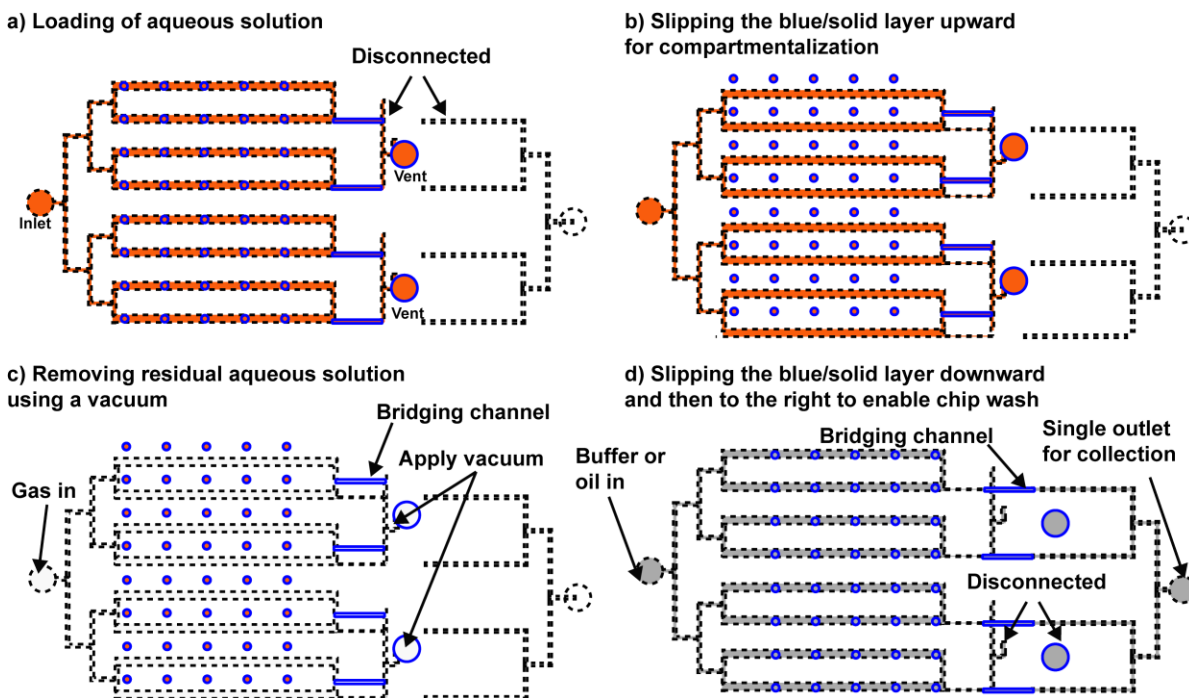 a) Loading of aqueous solution
Disconnected
Inlet
Vent
Vent
b) Slipping the blue/solid layer upward
for compartmentalization
c) Removing residual aqueous solution
using a vacuum
Bridging channel
Apply vacuum
Gas in
d) Slipping the blue/solid layer downward
and then to the right to enable chip wash
Bridging channel
Single outlet
for collection
Buffer or
oil in
Disconnected